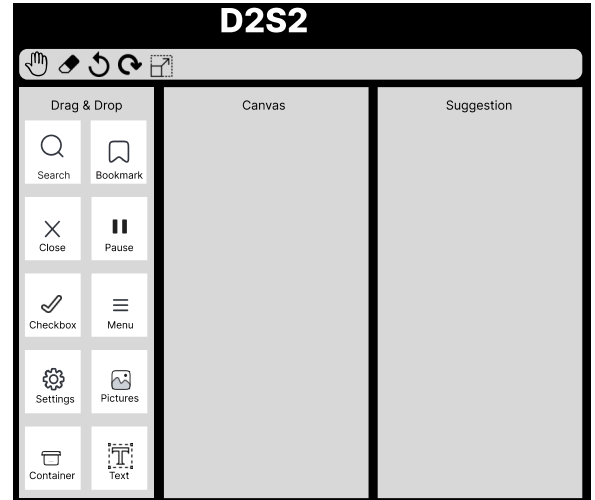 D2S2
Drag & Drop
Canvas
Suggestion
Search
Bookmark
Close
Pause
Checkbox
Menu
Settings
Pictures
Container
Text